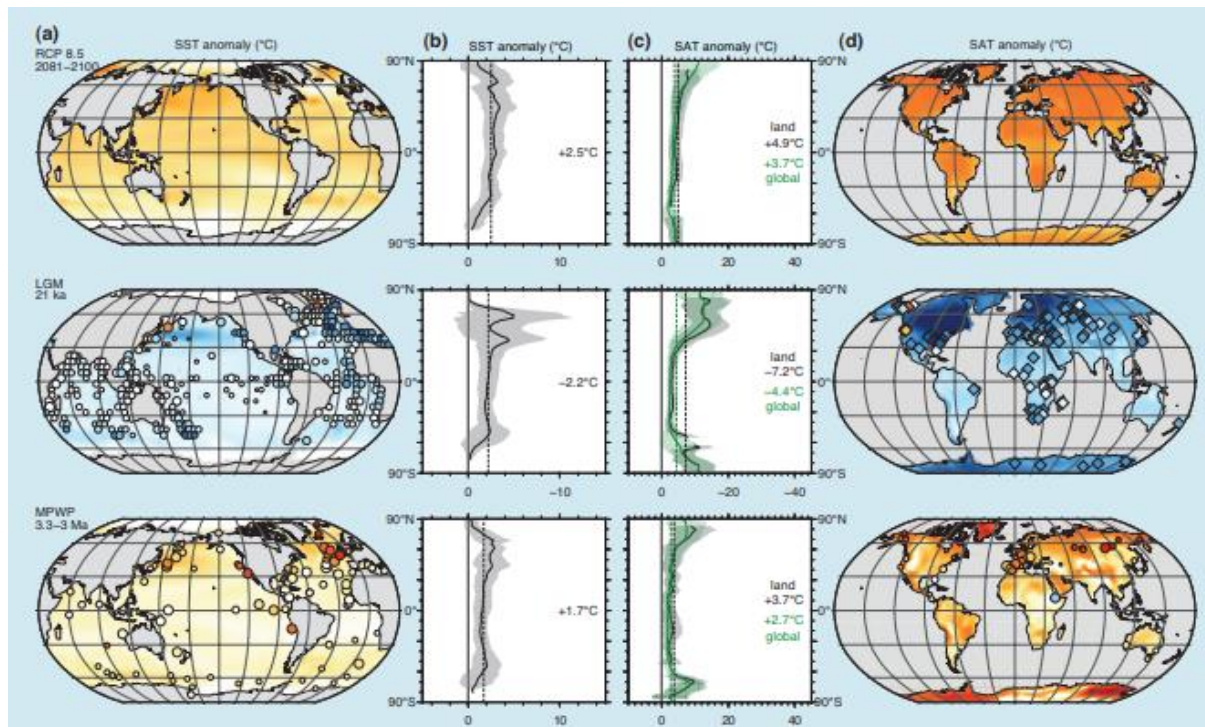 (a)
SST anomaly (°C)
(b)
SST anomaly (°C)
(c)
SAT anomaly (°C)
(d)
SAT anomaly (°C)
RCP 8.5
2081–2100
90°N
0°
90°S
+2.5°C
land
+4.9°C
+3.7°C
global
0
10
0
20
40
LGM
21 ka
90°N
0°
90°S
−2.2°C
land
−7.2°C
−4.4°C
global
0
−10
0
−20
−40
MPWP
3.3–3 Ma
90°N
0°
90°S
+1.7°C
land
+3.7°C
+2.7°C
global
0
10
0
20
40